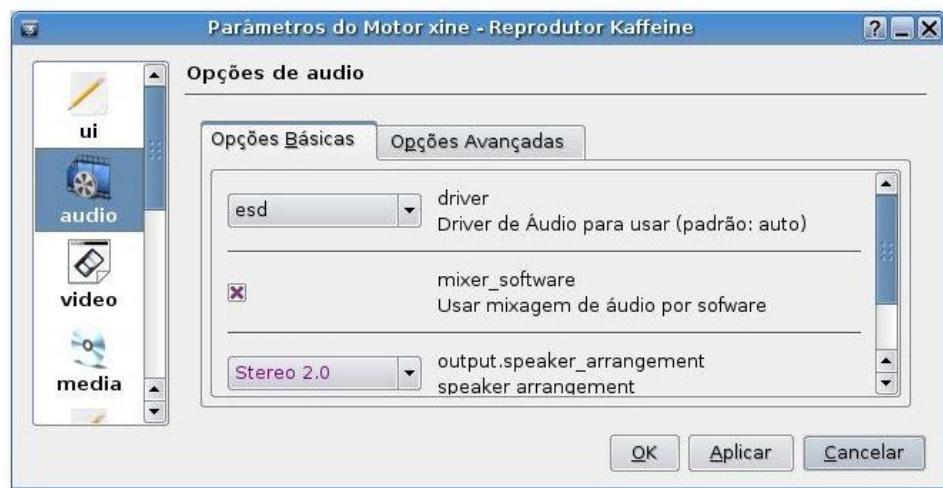 Parâmetros do Motor xine - Reprodutor Kaffeine
ui
audio
video
media
Opções de audio
Opções Básicas
Opções Avançadas
esd
driver
Driver de Áudio para usar (padrão: auto)
mixer_software
Usar mixagem de áudio por sofware
Stereo 2.0
output.speaker_arrangement
speaker arrangement
OK
Aplicar
Cancelar